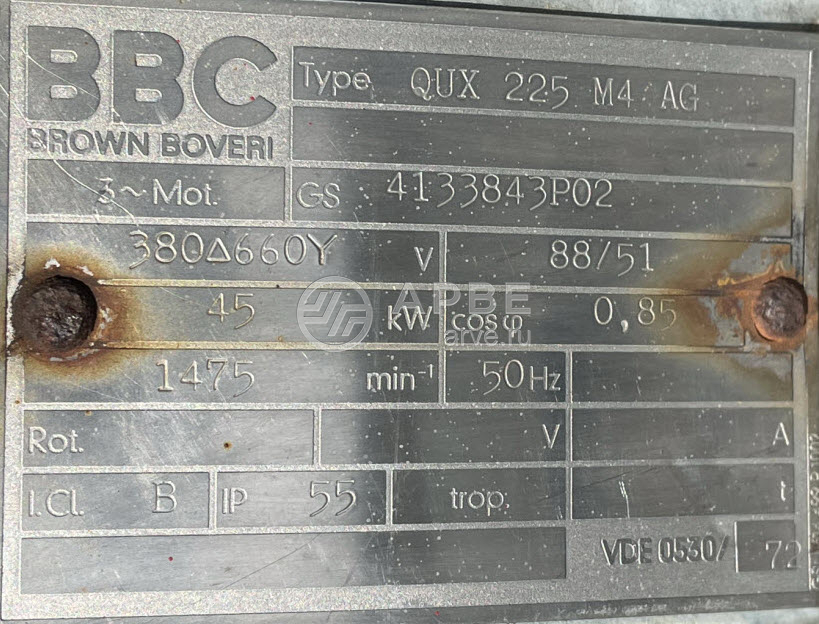 BBC
BROWN BOVERI
Type QUX 225 M4 AG
3~Mot. GS 4133843P02
380Δ660Y V 88/51 A
45 kW cosφ 0,85
1475 min⁻¹ 50Hz
Rot. V A
I.Cl. B IP 55 trop. t
VDE 0530/ 72
АРВЕ
arve.ru